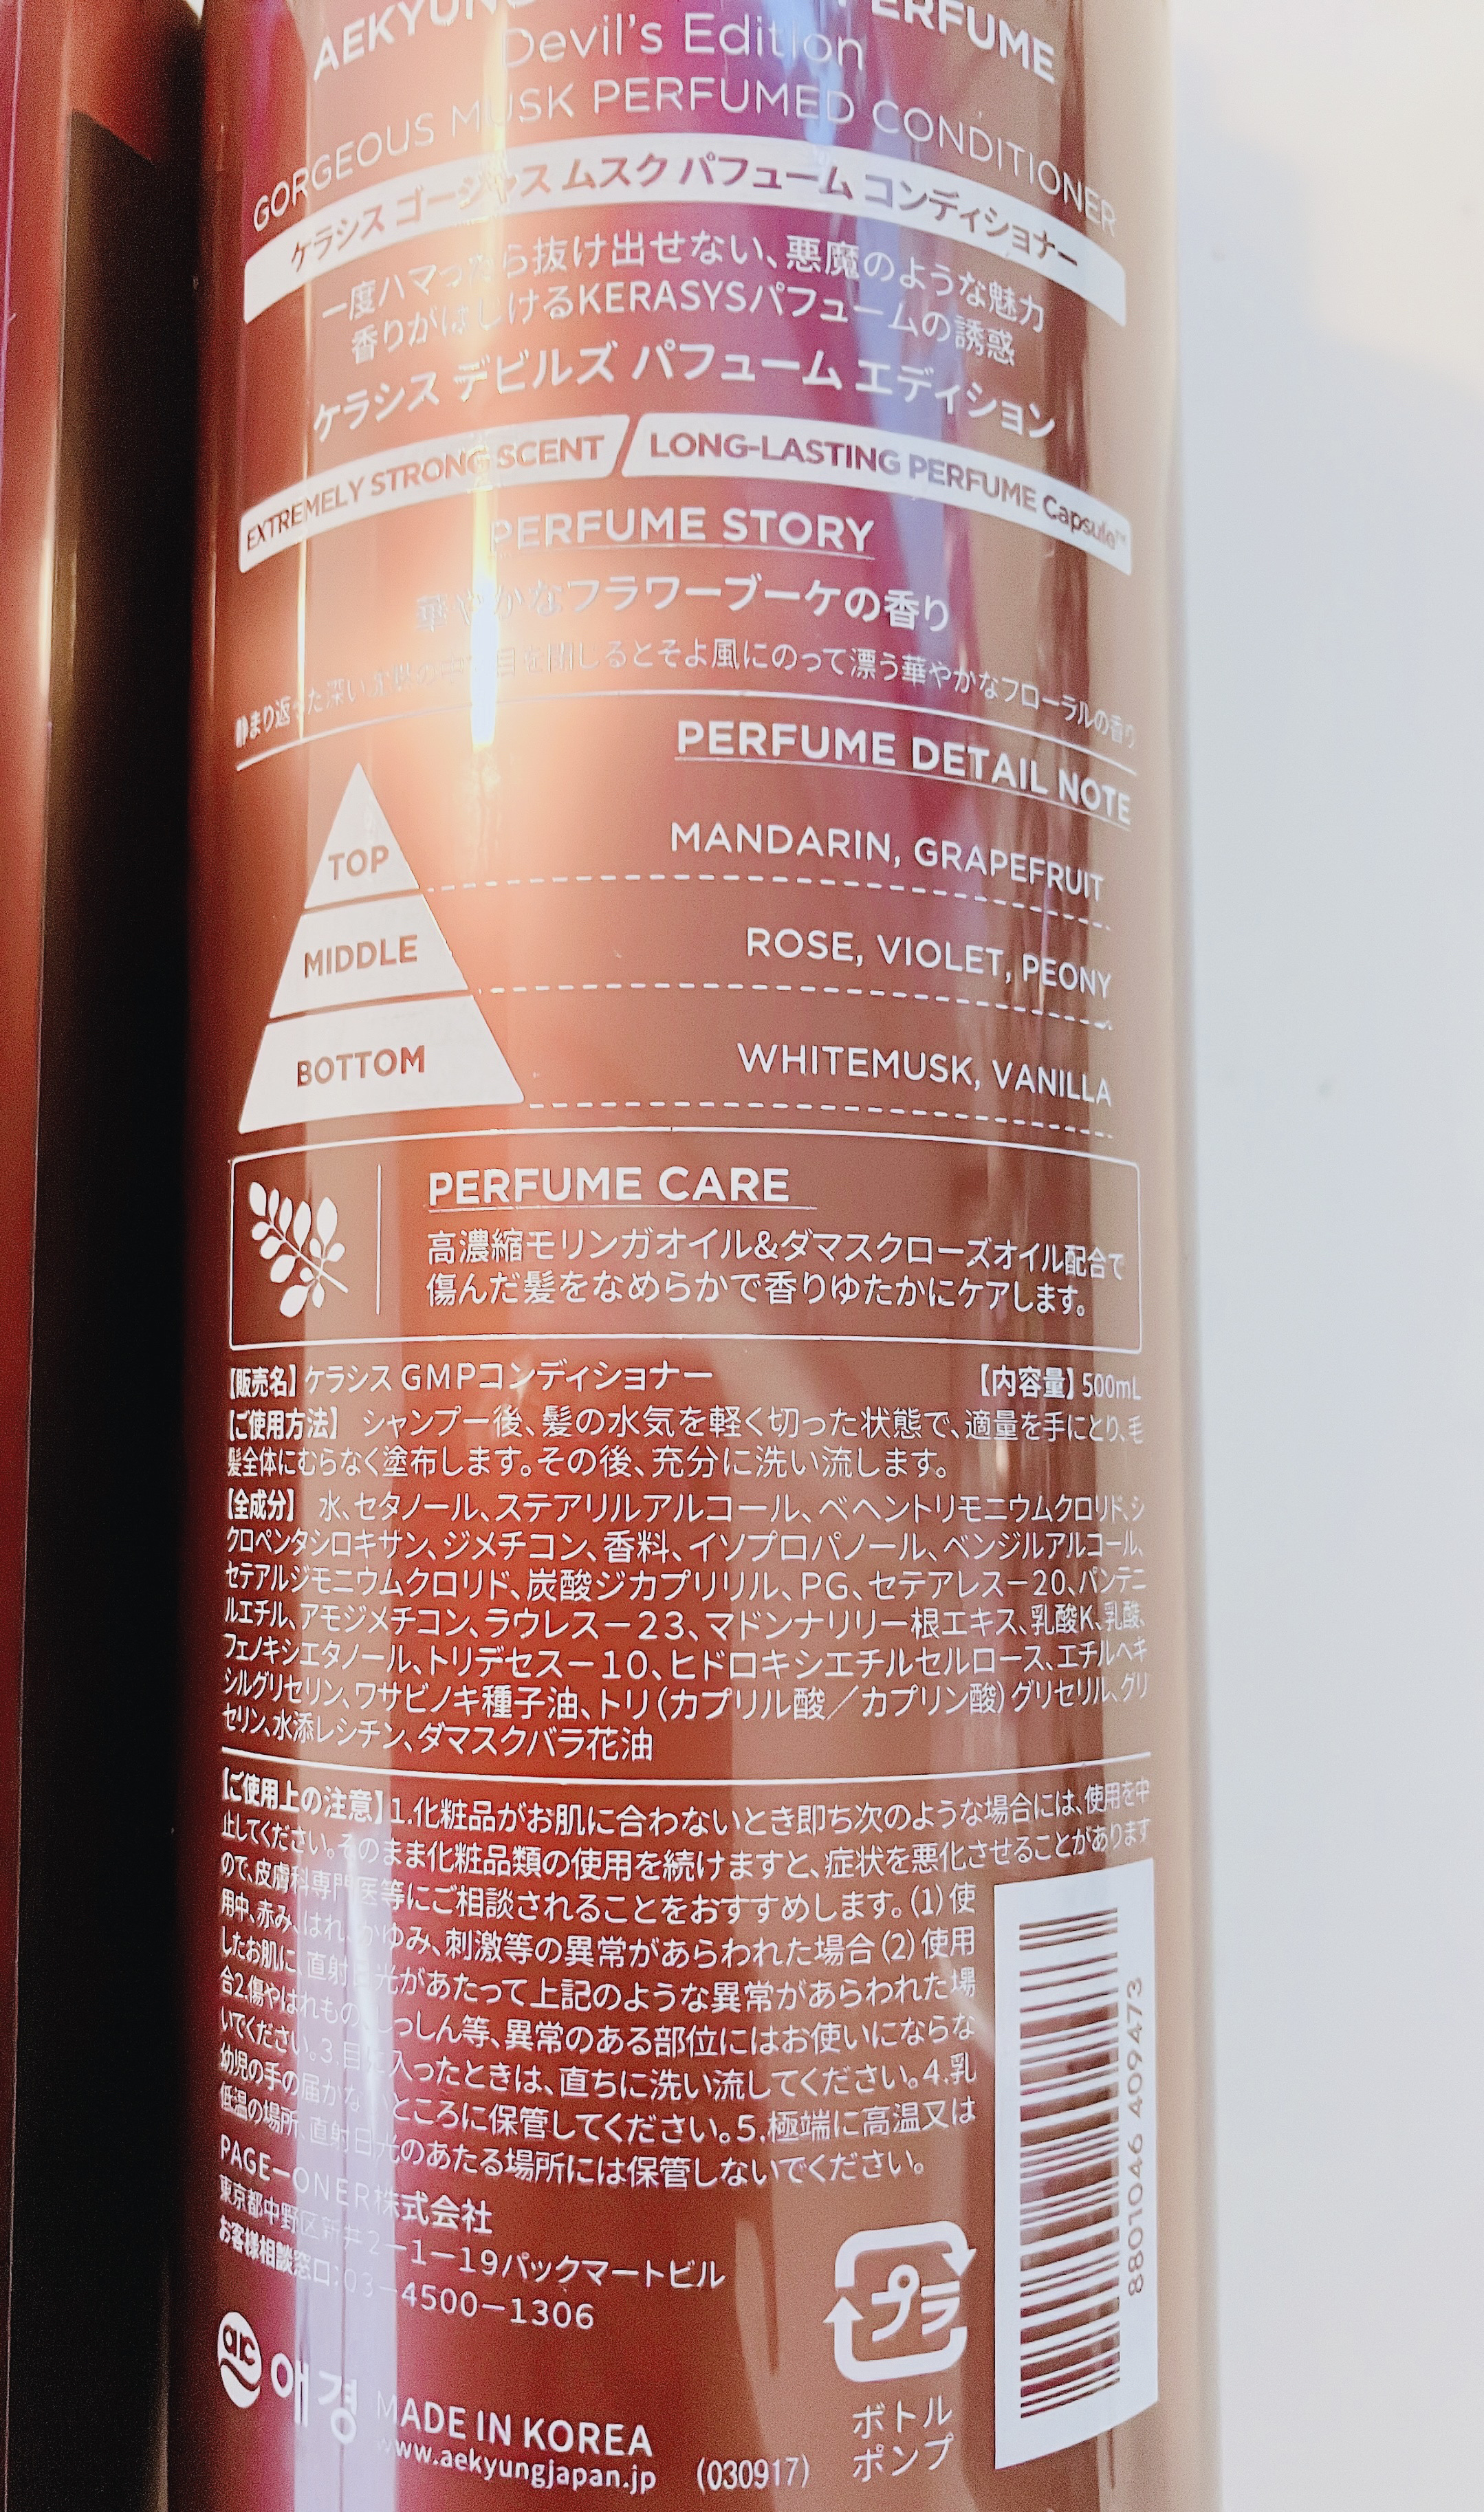 AEKYUNG PERFUME
Devil's Edition
GORGEOUS MUSK PERFUMED CONDITIONER
ケラシス ゴージャス ムスク パフューム コンディショナー
一度ハマったら抜け出せない、悪魔のような魅力
香りがはじけるKERASYSパフュームの誘惑
ケラシス デビルズ パフューム エディション
EXTREMELY STRONG SCENT LONG-LASTING PERFUME Capsule™
PERFUME STORY
華やかなフラワーブーケの香り
静まり返った深い 目を閉じるとそよ風にのって漂う華やかなフローラルの香り
PERFUME DETAIL NOTE
TOP MANDARIN, GRAPEFRUIT
MIDDLE ROSE, VIOLET, PEONY
BOTTOM WHITEMUSK, VANILLA
PERFUME CARE
高濃縮モリンガオイル&ダマスクローズオイル配合で
傷んだ髪をなめらかで香りゆたかにケアします。
【販売名】ケラシス GMPコンディショナー 【内容量】500mL
【ご使用方法】 シャンプー後、髪の水気を軽く切った状態で、適量を手にとり、毛
髪全体にむらなく塗布します。その後、充分に洗い流します。
【全成分】 水、セタノール、ステアリルアルコール、ベヘントリモニウムクロリド、シ
クロペンタシロキサン、ジメチコン、香料、イソプロパノール、ベンジルアルコール、
セテアルジモニウムクロリド、炭酸ジカプリリル、PG、セテアレス－20、パンテニ
ルエチル、アモジメチコン、ラウレス－23、マドンナリリー根エキス、乳酸K、乳酸、
フェノキシエタノール、トリデセス－10、ヒドロキシエチルセルロース、エチルヘキ
シルグリセリン、ワサビノキ種子油、トリ（カプリル酸／カプリン酸）グリセリル、グリ
セリン、水添レシチン、ダマスクバラ花油
【ご使用上の注意】1.化粧品がお肌に合わないとき即ち次のような場合には、使用を中
止してください。そのまま化粧品類の使用を続けますと、症状を悪化させることがあります
ので、皮膚科専門医等にご相談されることをおすすめします。(1)使
用中、赤み、はれ、かゆみ、刺激等の異常があらわれた場合(2)使用
したお肌に、直射日光があたって上記のような異常があらわれた場
合2.傷やはれもの、しっしん等、異常のある部位にはお使いにならな
いでください。3.目に入ったときは、直ちに洗い流してください。4.乳
幼児の手の届かないところに保管してください。5.極端に高温又は
低温の場所、直射日光のあたる場所には保管しないでください。
PAGE－ONER株式会社
東京都中野区新井2－1－19パックマートビル
お客様相談窓口：03－4500－1306
애경 MADE IN KOREA
www.aekyungjapan.jp (030917)
プラ
ボトル
ポンプ
8801046 409473